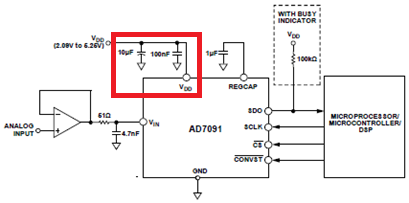 WITH BUSY
INDICATOR
VDD
(2.09V to 5.25V)
10µF
100nF
1µF
VDD
100kΩ
VDD
REGCAP
ANALOG
INPUT
51Ω
4.7nF
VIN
AD7091
GND
SDO
SCLK
CS
CONVST
MICROPROCESSOR/
MICROCONTROLLER/
DSP